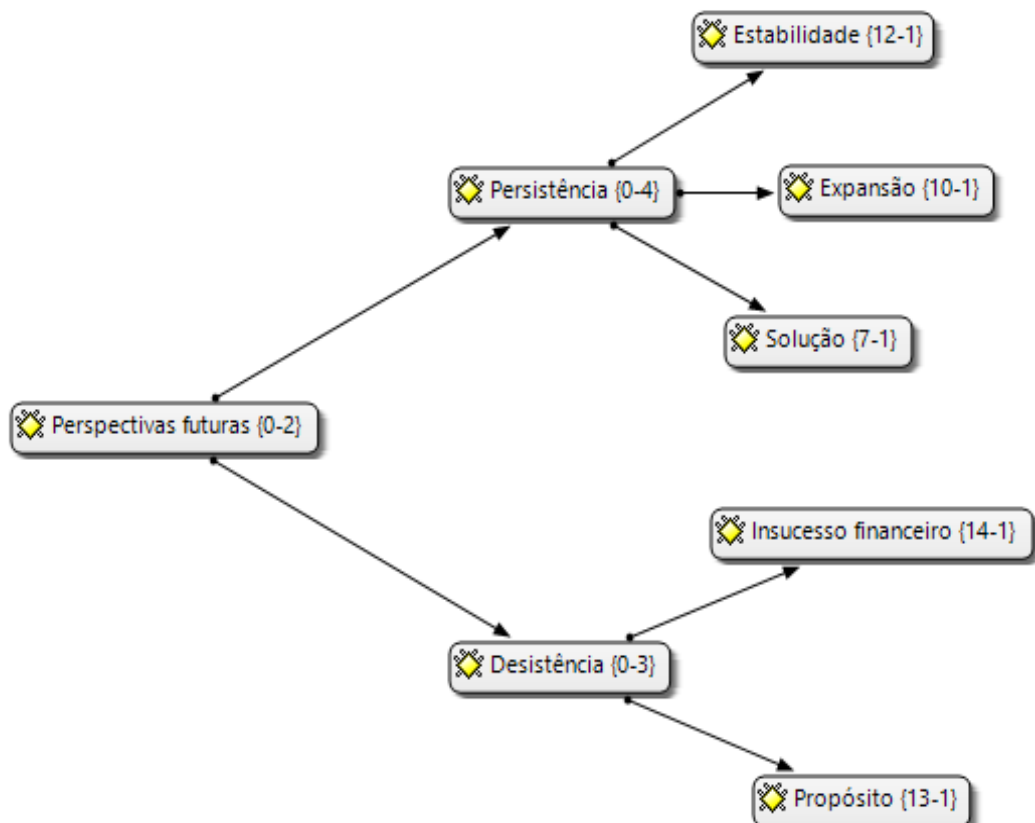 Estabilidade {12-1}
Persistência {0-4}
Expansão {10-1}
Solução {7-1}
Perspectivas futuras {0-2}
Insucesso financeiro {14-1}
Desistência {0-3}
Propósito {13-1}